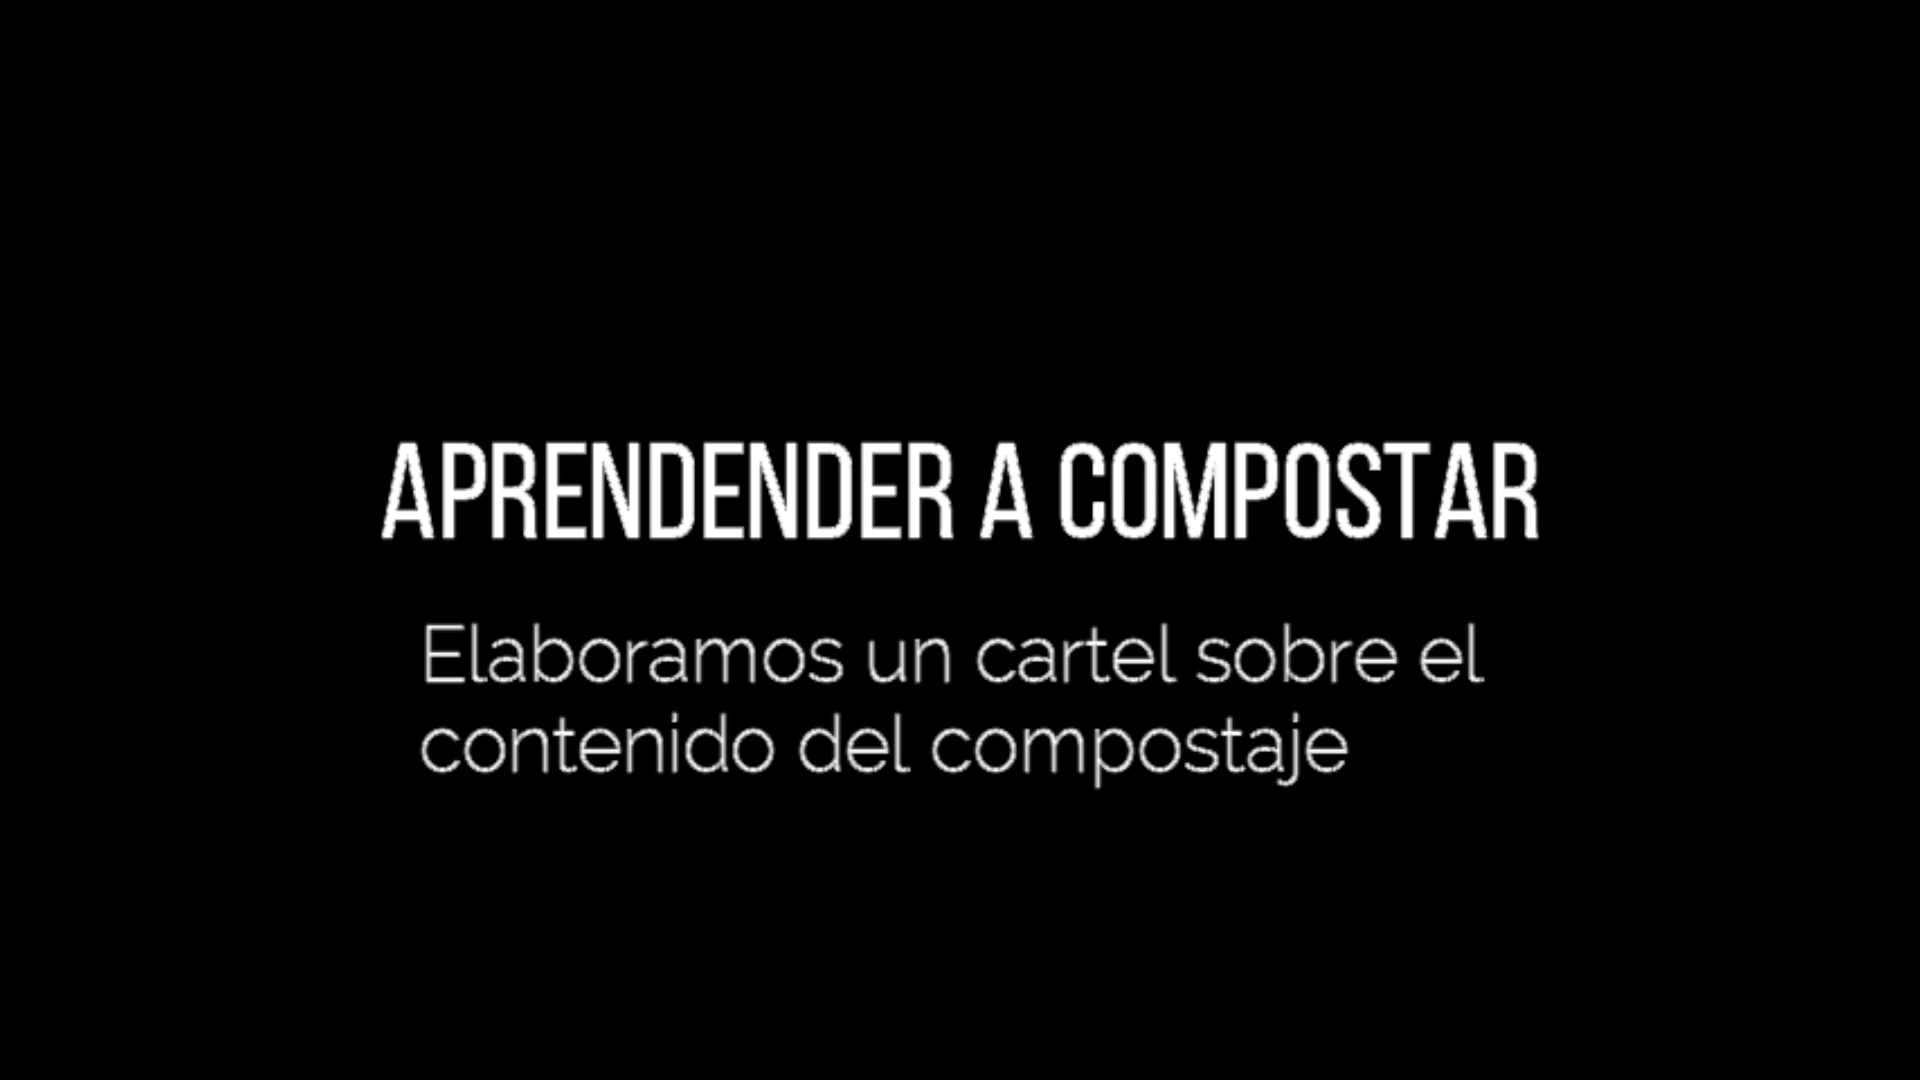 APRENDENDER A COMPOSTAR
Elaboramos un cartel sobre el
contenido del compostaje